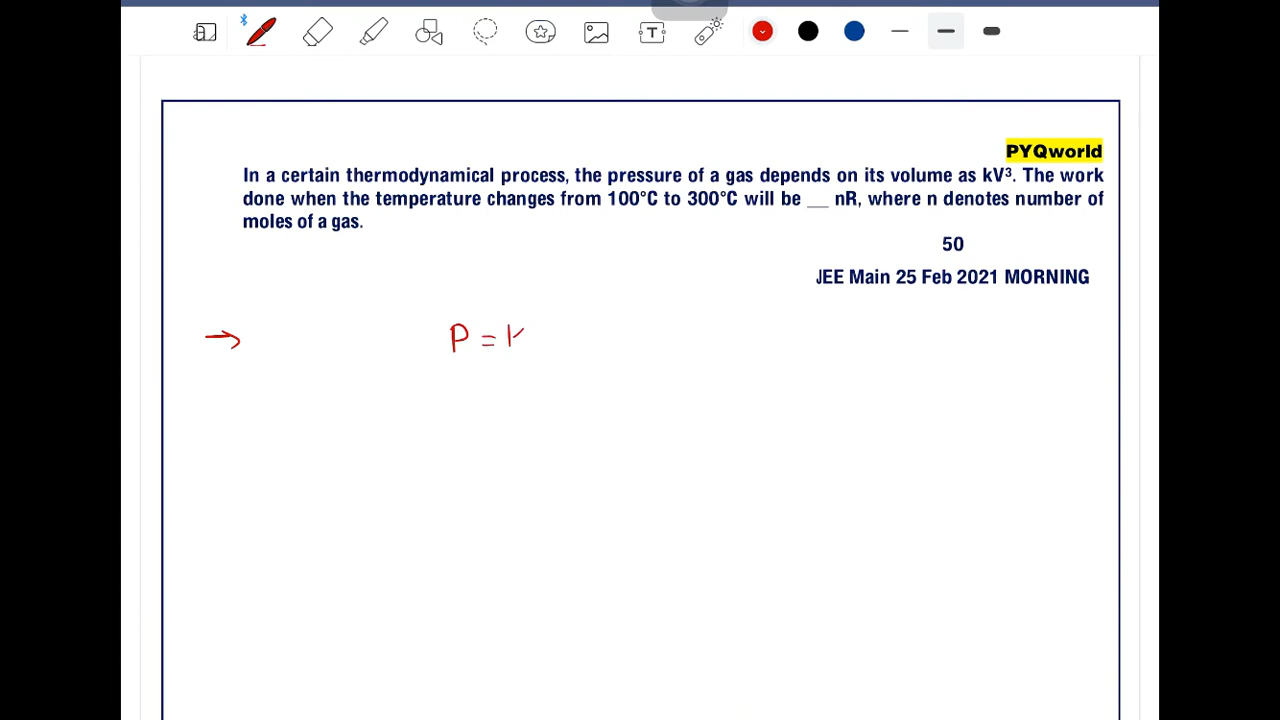 PYQworld
In a certain thermodynamical process, the pressure of a gas depends on its volume as kV³. The work
done when the temperature changes from 100°C to 300°C will be __ nR, where n denotes number of
moles of a gas.
50
JEE Main 25 Feb 2021 MORNING
→ P = k